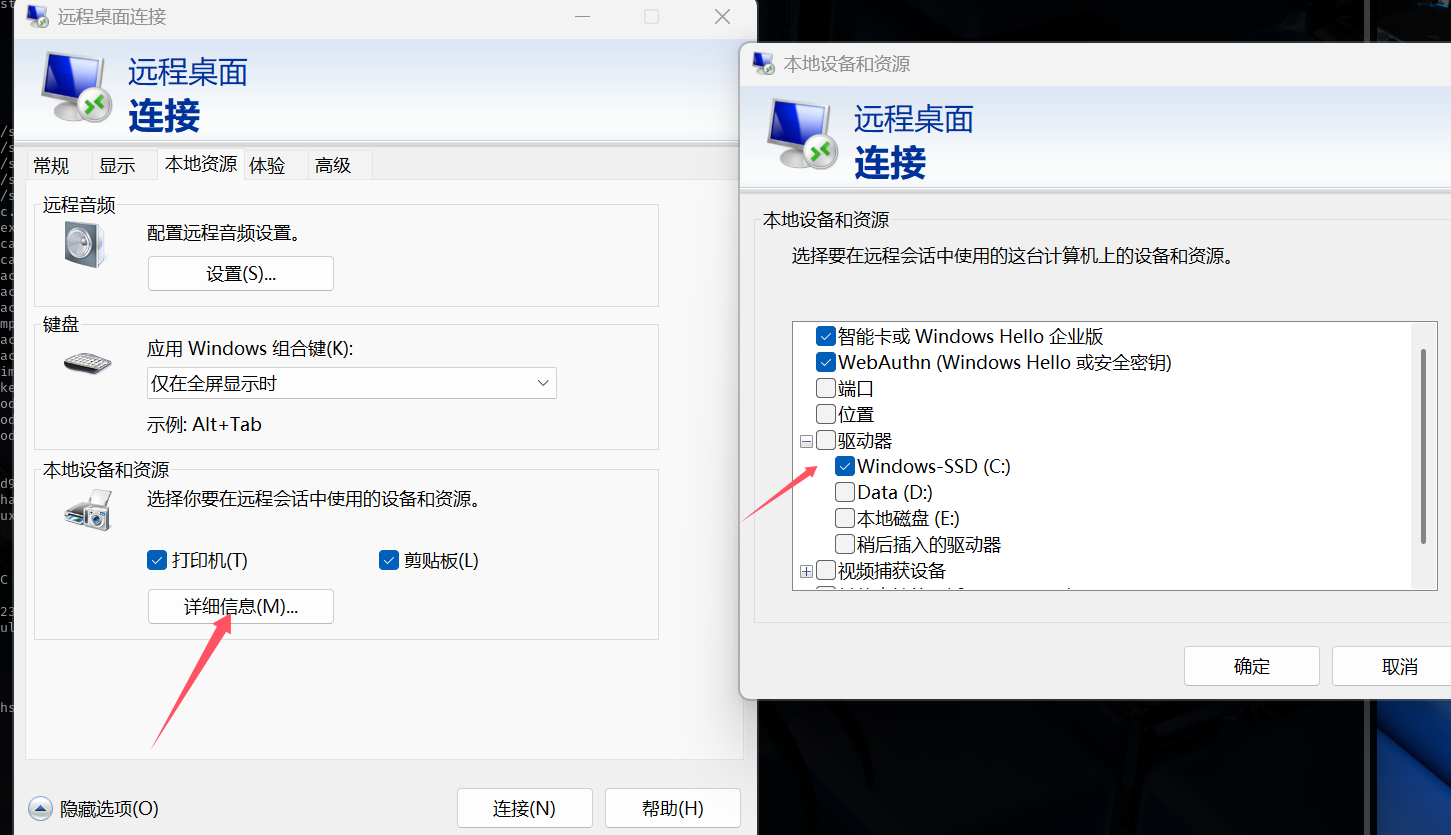 远程桌面连接
远程桌面
连接
常规 显示 本地资源 体验 高级
远程音频
配置远程音频设置。
设置(S)...
键盘
应用 Windows 组合键(K):
仅在全屏显示时
示例: Alt+Tab
本地设备和资源
选择你要在远程会话中使用的设备和资源。
打印机(T) 剪贴板(L)
详细信息(M)...
隐藏选项(O) 连接(N) 帮助(H)
本地设备和资源
远程桌面
连接
本地设备和资源
选择要在远程会话中使用的这台计算机上的设备和资源。
智能卡或 Windows Hello 企业版
WebAuthn (Windows Hello 或安全密钥)
端口
位置
驱动器
Windows-SSD (C:)
Data (D:)
本地磁盘 (E:)
稍后插入的驱动器
视频捕获设备
确定 取消